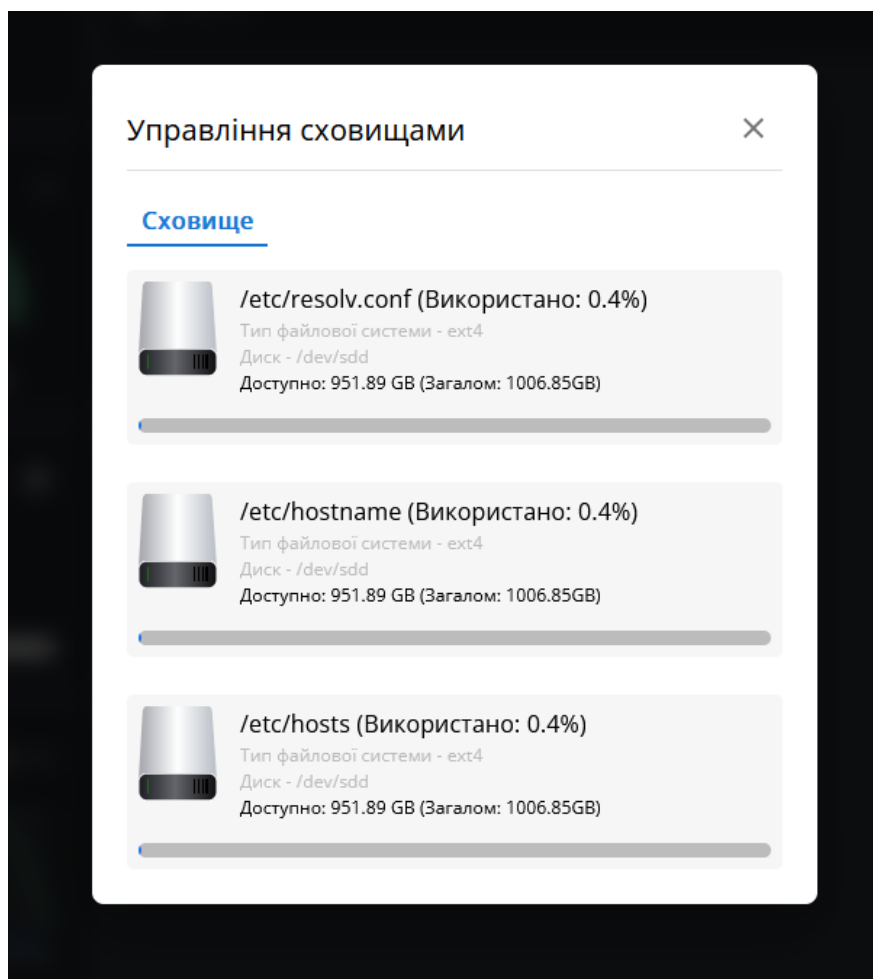 Управління сховищами
Сховище
/etc/resolv.conf (Використано: 0.4%)
Тип файлової системи - ext4
Диск - /dev/sdd
Доступно: 951.89 GB (Загалом: 1006.85GB)
/etc/hostname (Використано: 0.4%)
Тип файлової системи - ext4
Диск - /dev/sdd
Доступно: 951.89 GB (Загалом: 1006.85GB)
/etc/hosts (Використано: 0.4%)
Тип файлової системи - ext4
Диск - /dev/sdd
Доступно: 951.89 GB (Загалом: 1006.85GB)